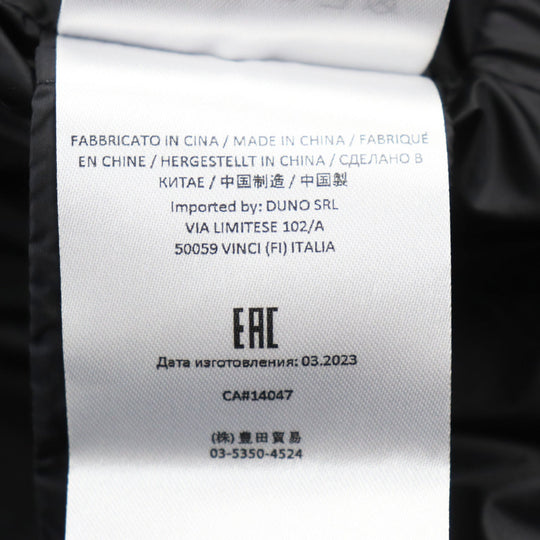 FABBRICATO IN CINA / MADE IN CHINA / FABRIQUÉ
EN CHINE / HERGESTELLT IN CHINA / СДЕЛАНО В
КИТАЕ / 中国制造 / 中国製
Imported by: DUNO SRL
VIA LIMITESE 102/A
50059 VINCI (FI) ITALIA
EAC
Дата изготовления: 03.2023
CA#14047
(株) 豊田貿易
03-5350-4524